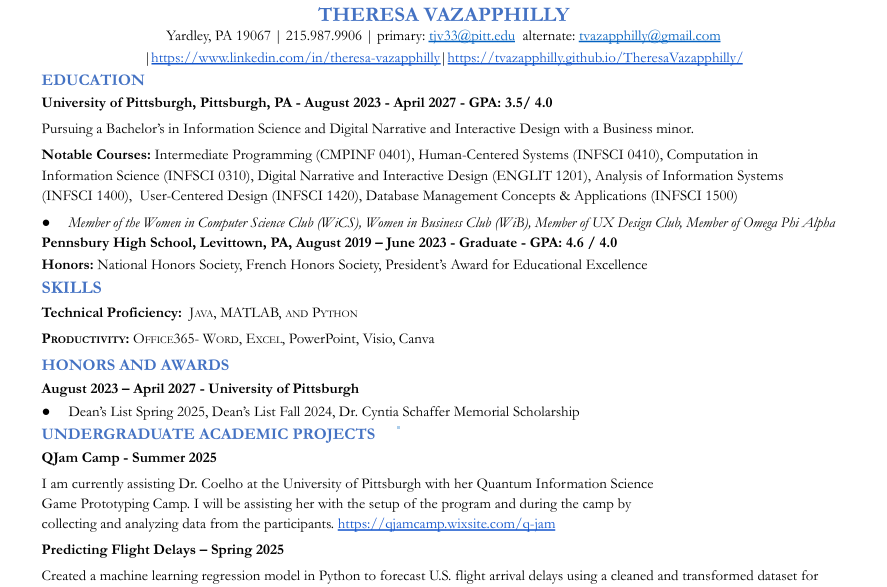 THERESA VAZAPPHILLY
Yardley, PA 19067 | 215.987.9906 | primary: tjv33@pitt.edu  alternate: tvazapphilly@gmail.com
|https://www.linkedin.com/in/theresa-vazapphilly|https://tvazapphilly.github.io/TheresaVazapphilly/
EDUCATION
University of Pittsburgh, Pittsburgh, PA - August 2023 - April 2027 - GPA: 3.5/ 4.0
Pursuing a Bachelor's in Information Science and Digital Narrative and Interactive Design with a Business minor.
Notable Courses: Intermediate Programming (CMPINF 0401), Human-Centered Systems (INFSCI 0410), Computation in
Information Science (INFSCI 0310), Digital Narrative and Interactive Design (ENGLIT 1201), Analysis of Information Systems
(INFSCI 1400),  User-Centered Design (INFSCI 1420), Database Management Concepts & Applications (INFSCI 1500)
● Member of the Women in Computer Science Club (WiCS), Women in Business Club (WiB), Member of UX Design Club, Member of Omega Phi Alpha
Pennsbury High School, Levittown, PA, August 2019 – June 2023 - Graduate - GPA: 4.6 / 4.0
Honors: National Honors Society, French Honors Society, President's Award for Educational Excellence
SKILLS
Technical Proficiency:  Java, MATLAB, and Python
Productivity: Office365- Word, Excel, PowerPoint, Visio, Canva
HONORS AND AWARDS
August 2023 – April 2027 - University of Pittsburgh
● Dean's List Spring 2025, Dean's List Fall 2024, Dr. Cyntia Schaffer Memorial Scholarship
UNDERGRADUATE ACADEMIC PROJECTS
QJam Camp - Summer 2025
I am currently assisting Dr. Coelho at the University of Pittsburgh with her Quantum Information Science
Game Prototyping Camp. I will be assisting her with the setup of the program and during the camp by
collecting and analyzing data from the participants. https://qjamcamp.wixsite.com/q-jam
Predicting Flight Delays – Spring 2025
Created a machine learning regression model in Python to forecast U.S. flight arrival delays using a cleaned and transformed dataset for